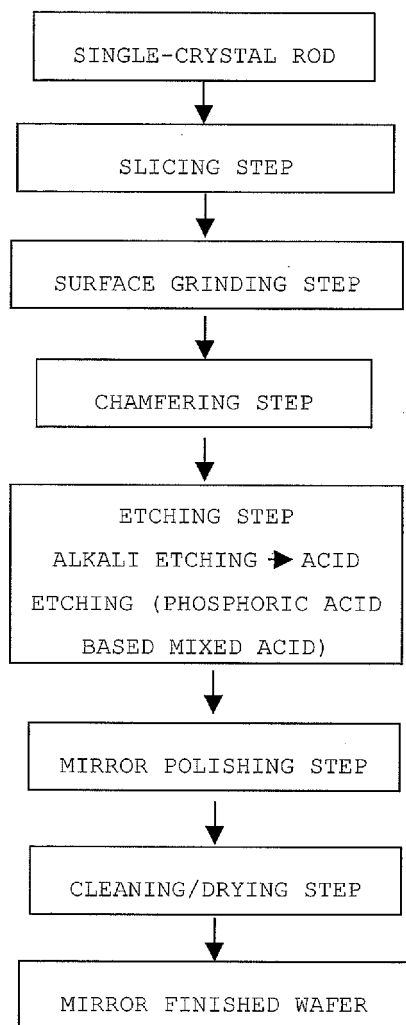 SINGLE-CRYSTAL ROD
SLICING STEP
SURFACE GRINDING STEP
CHAMFERING STEP
ETCHING STEP
ALKALI ETCHING → ACID
ETCHING (PHOSPHORIC ACID
BASED MIXED ACID)
MIRROR POLISHING STEP
CLEANING/DRYING STEP
MIRROR FINISHED WAFER